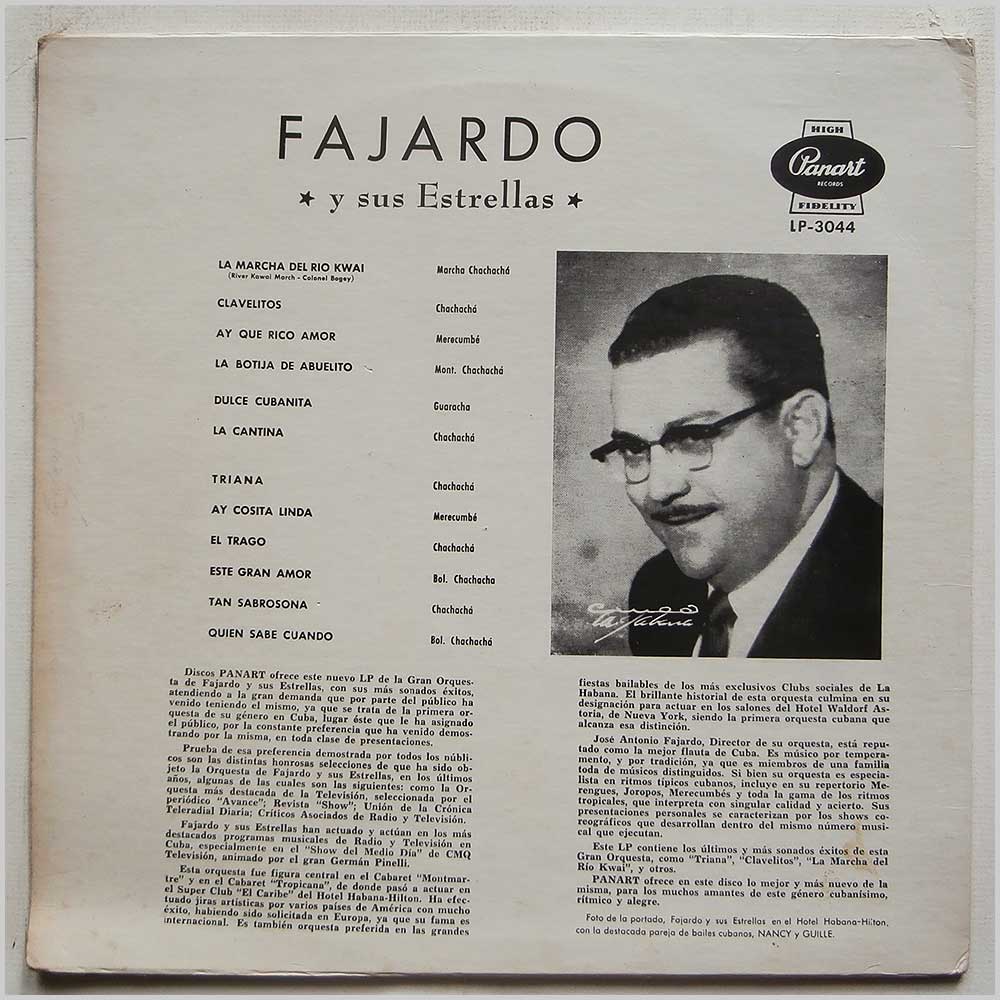 FAJARDO
★ y sus Estrellas ★
HIGH
Panart
RECORDS
FIDELITY
LP-3044
LA MARCHA DEL RIO KWAI Marcha Chachachá
(River Kawai March - Colonel Bogey)
CLAVELITOS Chachachá
AY QUE RICO AMOR Merecumbé
LA BOTIJA DE ABUELITO Mont. Chachachá
DULCE CUBANITA Guaracha
LA CANTINA Chachachá
TRIANA Chachachá
AY COSITA LINDA Merecumbé
EL TRAGO Chachachá
ESTE GRAN AMOR Bol. Chachacha
TAN SABROSONA Chachachá
QUIEN SABE CUANDO Bol. Chachachá
Discos PANART ofrece este nuevo LP de la Gran Orques-
ta de Fajardo y sus Estrellas, con sus más sonados éxitos,
atendiendo a la gran demanda que por parte del público ha
venido teniendo el mismo, ya que se trata de la primera or-
questa de su género en Cuba, lugar éste que le ha asignado
el público, por la constante preferencia que ha venido demos-
trando por la misma, en toda clase de presentaciones.
Prueba de esa preferencia demostrada por todos los públi-
cos son las distintas honrosas selecciones de que ha sido ob-
jeto la Orquesta de Fajardo y sus Estrellas, en los últimos
años, algunas de las cuales son las siguientes: como la Or-
questa más destacada de la Televisión, seleccionada por el
periódico "Avance"; Revista "Show"; Unión de la Crónica
Teleradial Diaria; Críticos Asociados de Radio y Televisión.
Fajardo y sus Estrellas han actuado y actúan en los más
destacados programas musicales de Radio y Televisión en
Cuba, especialmente en el "Show del Medio Día" de CMQ
Televisión, animado por el gran Germán Pinelli.
Esta orquesta fue figura central en el Cabaret "Montmar-
tre" y en el Cabaret "Tropicana", de donde pasó a actuar en
el Super Club "El Caribe" del Hotel Habana-Hilton. Ha efec-
tuado jiras artísticas por varios países de América con mucho
éxito, habiendo sido solicitada en Europa, ya que su fama es
internacional. Es también orquesta preferida en las grandes
fiestas bailables de los más exclusivos Clubs sociales de La
Habana. El brillante historial de esta orquesta culmina en su
designación para actuar en los salones del Hotel Waldorf As-
toria, de Nueva York, siendo la primera orquesta cubana que
alcanza esa distinción.
José Antonio Fajardo, Director de su orquesta, está repu-
tado como la mejor flauta de Cuba. Es músico por tempera-
mento, y por tradición, ya que es miembros de una familia
toda de músicos distinguidos. Si bien su orquesta es especia-
lista en ritmos típicos cubanos, incluye en su repertorio Me-
rengues, Joropos, Merecumbés y toda la gama de los ritmos
tropicales, que interpreta con singular calidad y acierto. Sus
presentaciones personales se caracterizan por los shows co-
reográficos que desarrollan dentro del mismo número musi-
cal que ejecutan.
Este LP contiene los últimos y más sonados éxitos de esta
Gran Orquesta, como "Triana", "Clavelitos", "La Marcha del
Río Kwai", y otros.
PANART ofrece en este disco lo mejor y más nuevo de la
misma, para los muchos amantes de este género cubanísimo,
rítmico y alegre.
Foto de la portado, Fajardo y sus Estrellas en el Hotel Habana-Hilton,
con la destacada pareja de bailes cubanos, NANCY y GUILLE.